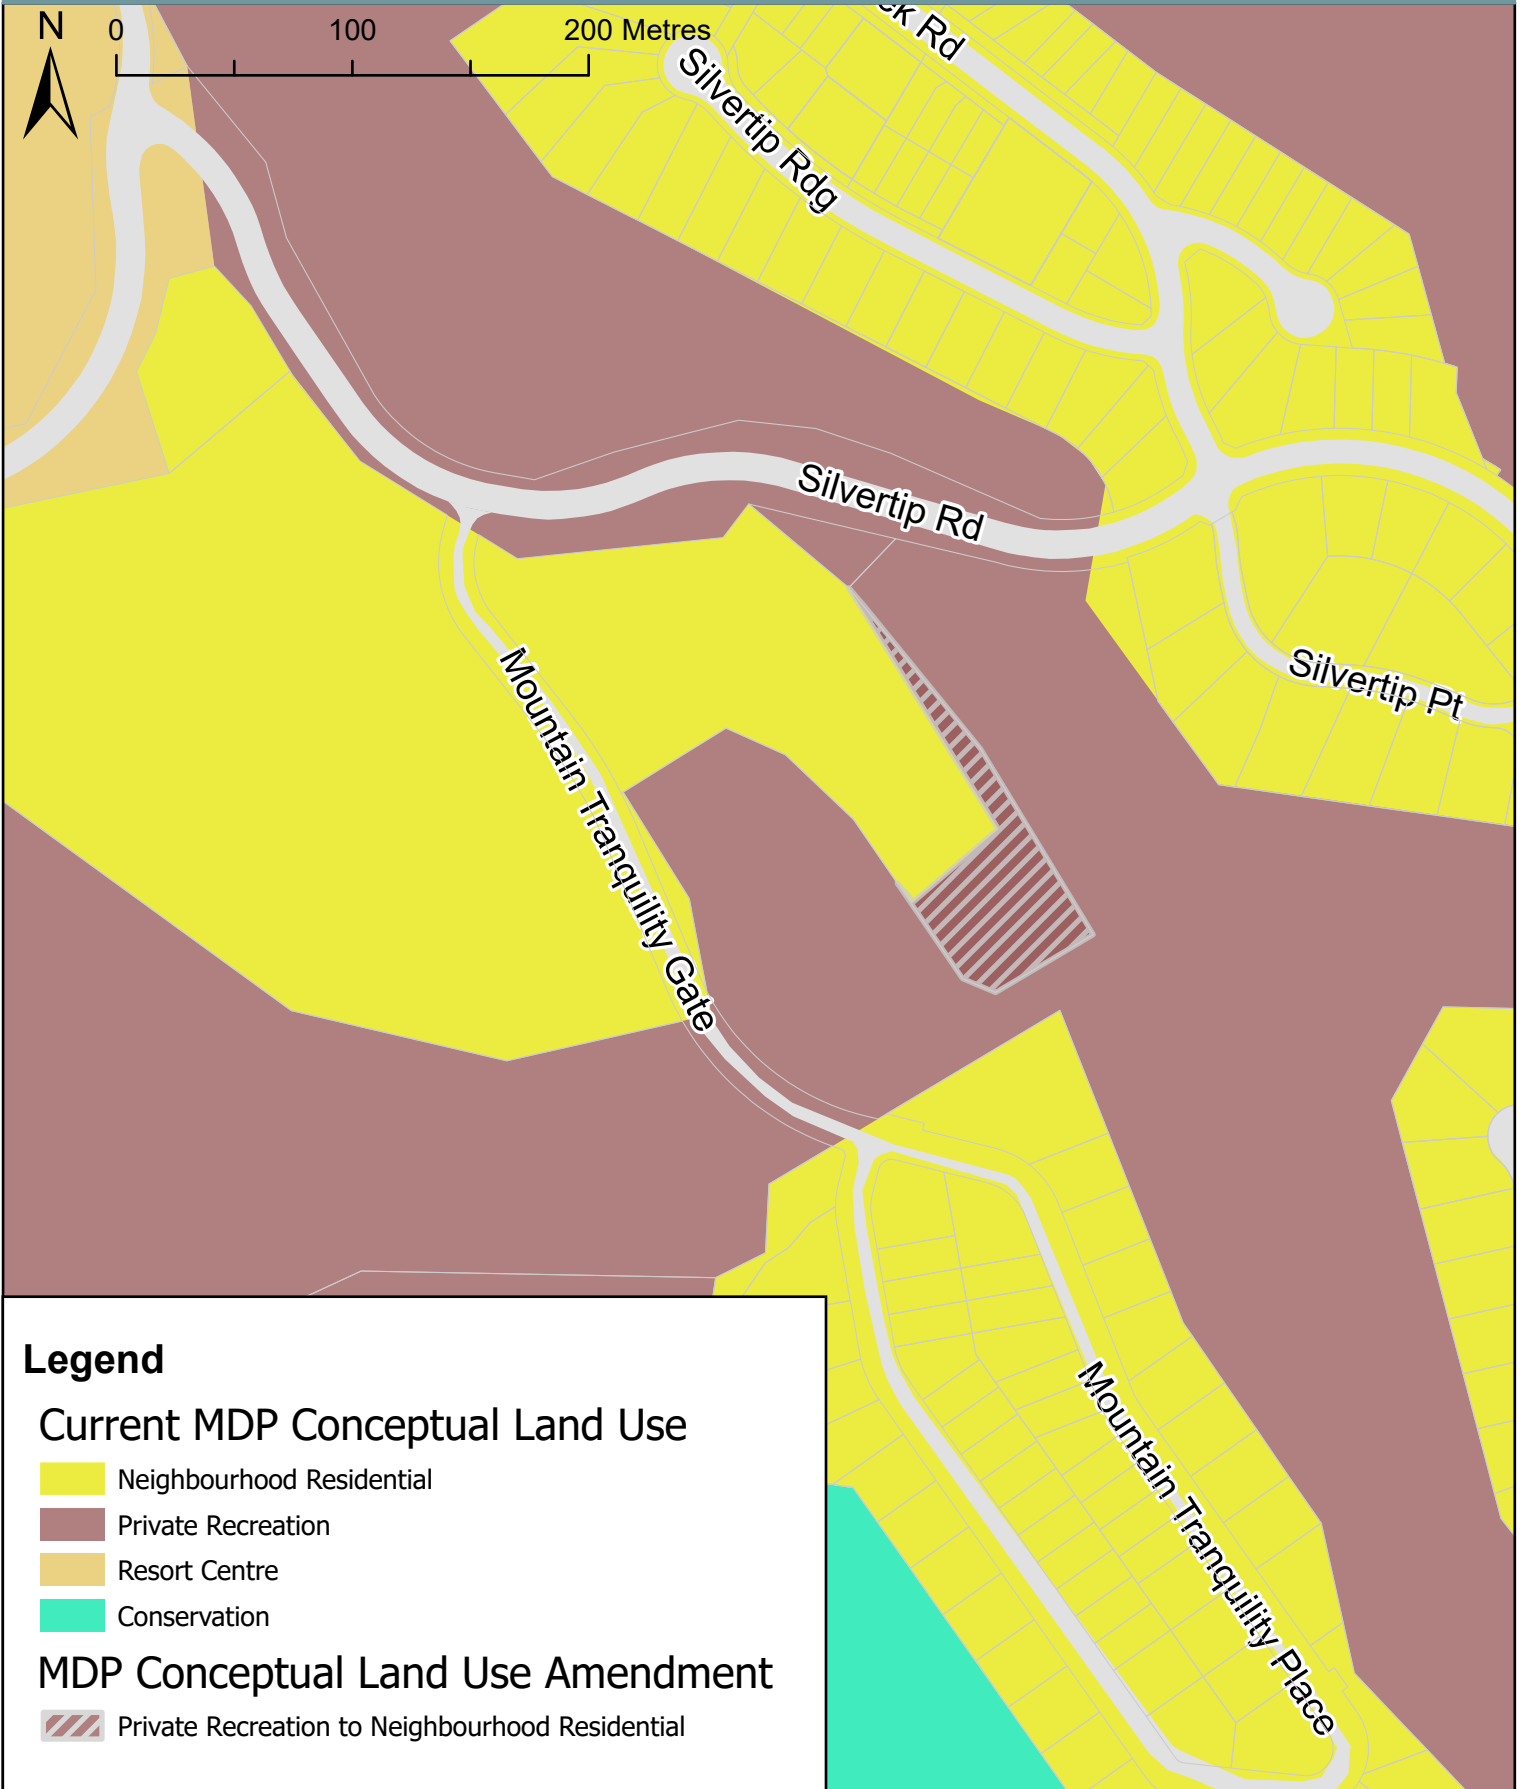 N
0 100 200 Metres
ck Rd
Silvertip Rdg
Silvertip Rd
Silvertip Pt
Mountain Tranquility Gate
Mountain Tranquility Place
Legend
Current MDP Conceptual Land Use
Neighbourhood Residential
Private Recreation
Resort Centre
Conservation
MDP Conceptual Land Use Amendment
Private Recreation to Neighbourhood Residential